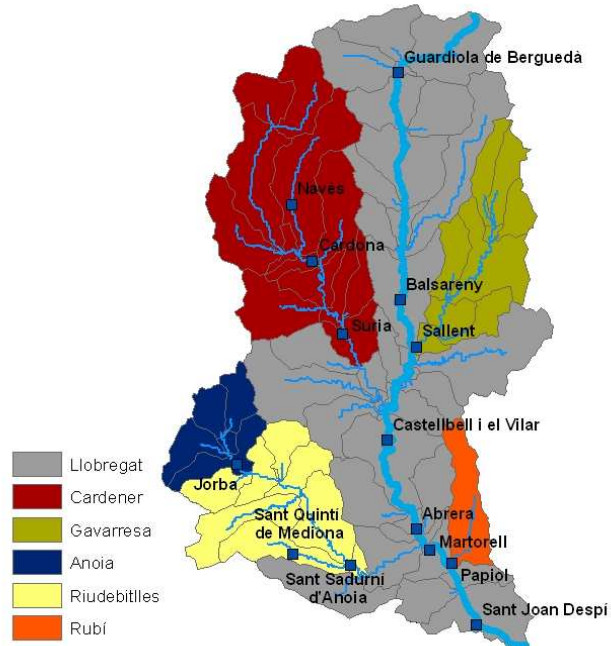 Guardiola de Berguedà
Navès
Cardona
Balsareny
Súria
Sallent
Castellbell i el Vilar
Jorba
Sant Quintí
de Mediona
Abrera
Martorell
Sant Sadurní
d'Anoia
Papiol
Sant Joan Despí
Llobregat
Cardener
Gavarresa
Anoia
Riudebitlles
Rubí